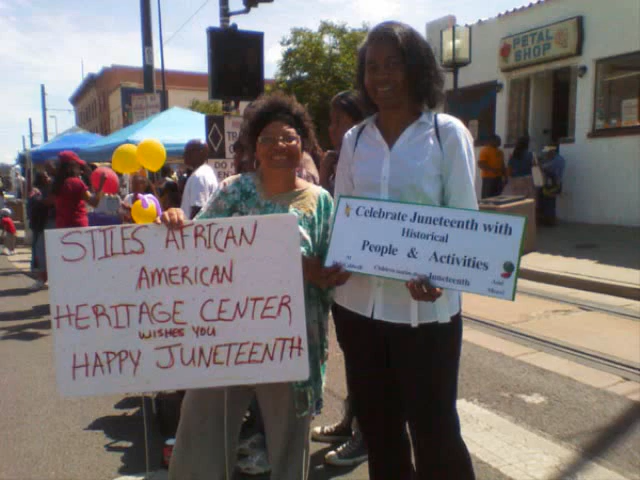 PETAL
SHOP
STILES AFRICAN
AMERICAN
HERITAGE CENTER
WISHES YOU
HAPPY JUNETEENTH
Celebrate Juneteenth with
Historical
People & Activities
Juneteenth